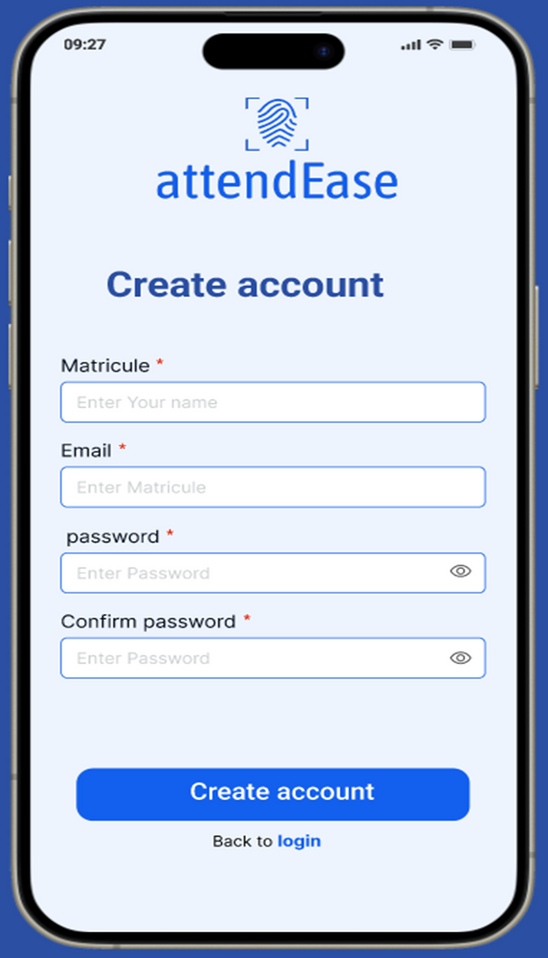 09:27
attendEase
Create account
Matricule *
Enter Your name
Email *
Enter Matricule
password *
Enter Password
Confirm password *
Enter Password
Create account
Back to login